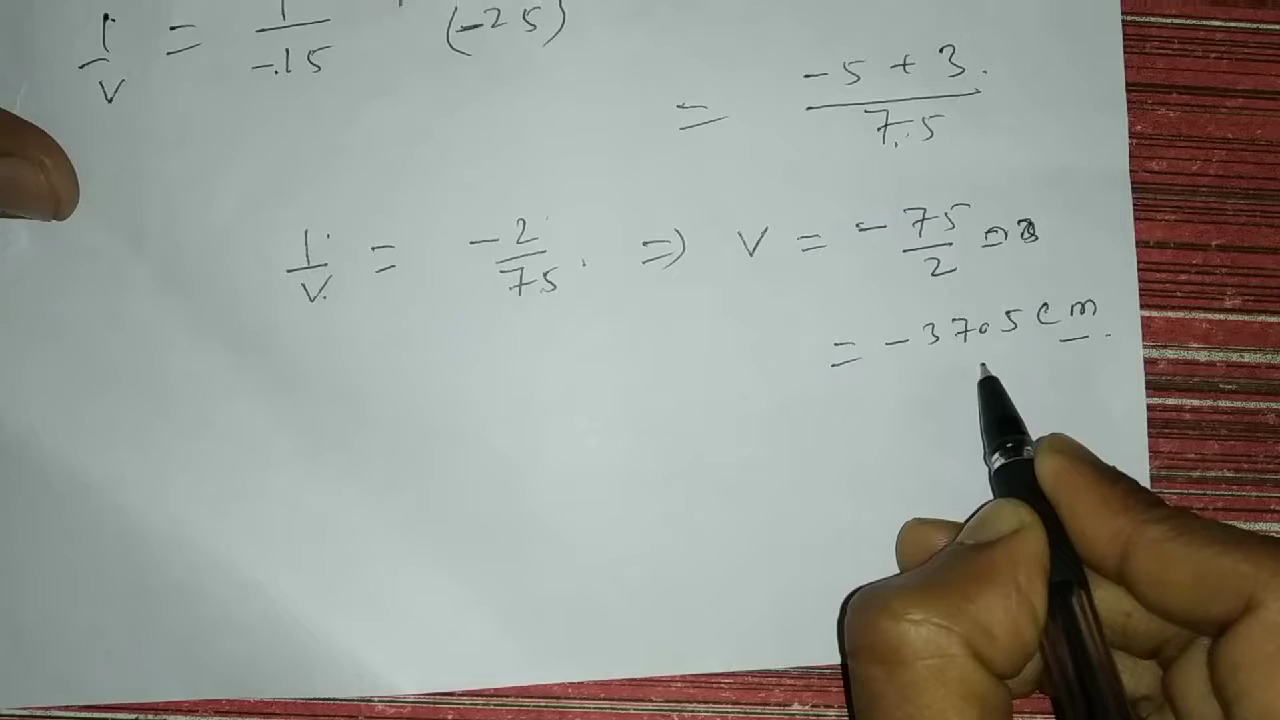 1/v = 1/-15 (-25)
= -5 + 3 / 75
1/v = -2/75 ⇒ v = -75/2
= -37.5 cm